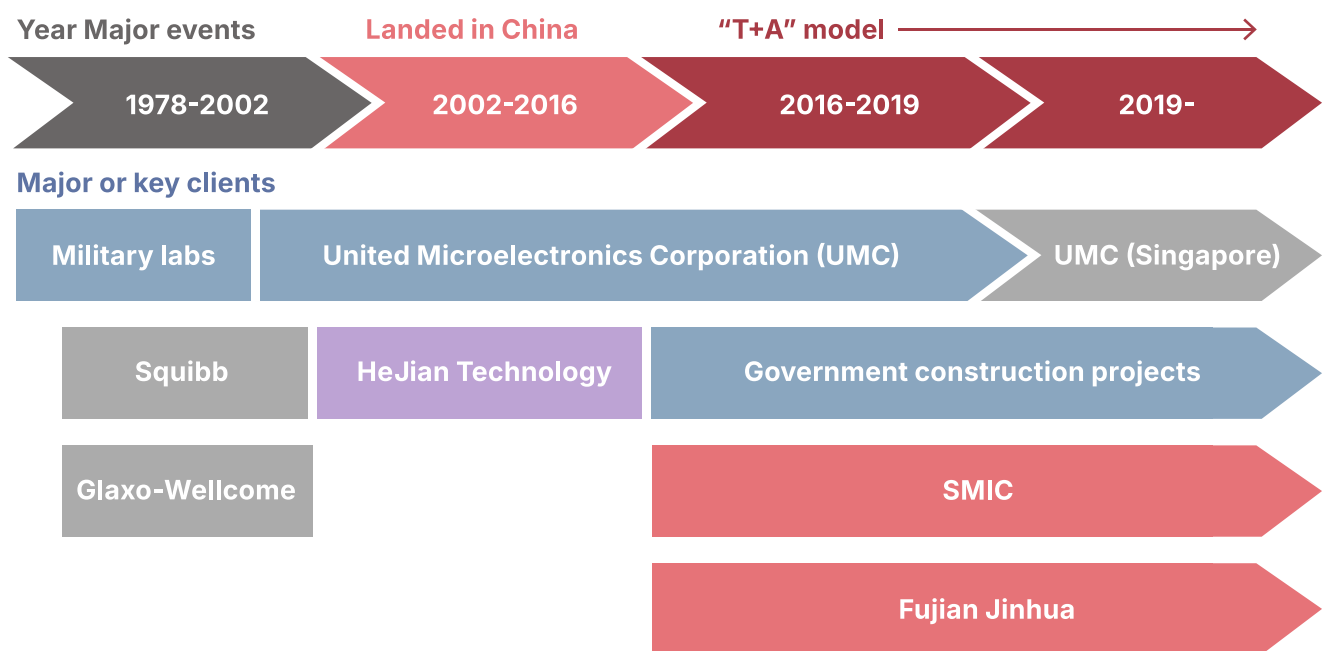 Year Major events
Landed in China
“T+A” model
1978-2002
2002-2016
2016-2019
2019-
Major or key clients
Military labs
United Microelectronics Corporation (UMC)
UMC (Singapore)
Squibb
HeJian Technology
Government construction projects
Glaxo-Wellcome
SMIC
Fujian Jinhua